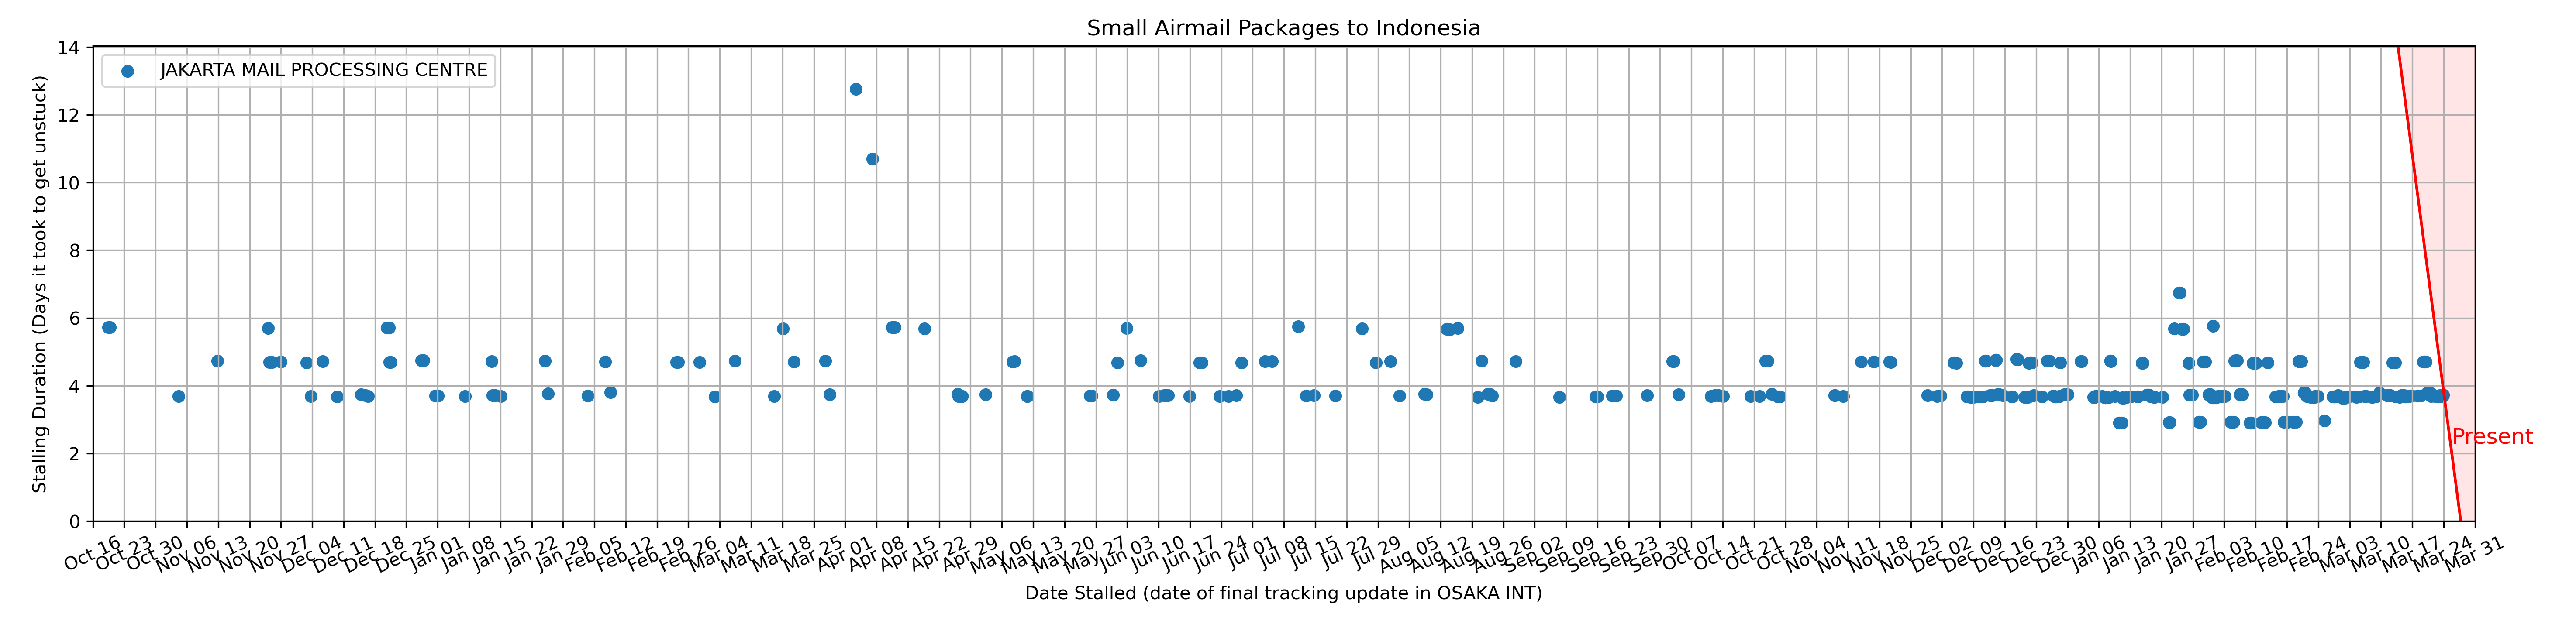 Small Airmail Packages to Indonesia
JAKARTA MAIL PROCESSING CENTRE
Stalling Duration (Days it took to get unstuck)
14
12
10
8
6
4
2
0
Present
Oct 16 Oct 23 Oct 30 Nov 06 Nov 13 Nov 20 Nov 27 Dec 04 Dec 11 Dec 18 Dec 25 Jan 01 Jan 08 Jan 15 Jan 22 Jan 29 Feb 05 Feb 12 Feb 19 Feb 26 Mar 04 Mar 11 Mar 18 Mar 25 Apr 01 Apr 08 Apr 15 Apr 22 Apr 29 May 06 May 13 May 20 May 27 Jun 03 Jun 10 Jun 17 Jun 24 Jul 01 Jul 08 Jul 15 Jul 22 Jul 29 Aug 05 Aug 12 Aug 19 Aug 26 Sep 02 Sep 09 Sep 16 Sep 23 Sep 30 Oct 07 Oct 14 Oct 21 Oct 28 Nov 04 Nov 11 Nov 18 Nov 25 Dec 02 Dec 09 Dec 16 Dec 23 Dec 30 Jan 06 Jan 13 Jan 20 Jan 27 Feb 03 Feb 10 Feb 17 Feb 24 Mar 03 Mar 10 Mar 17 Mar 24 Mar 31
Date Stalled (date of final tracking update in OSAKA INT)